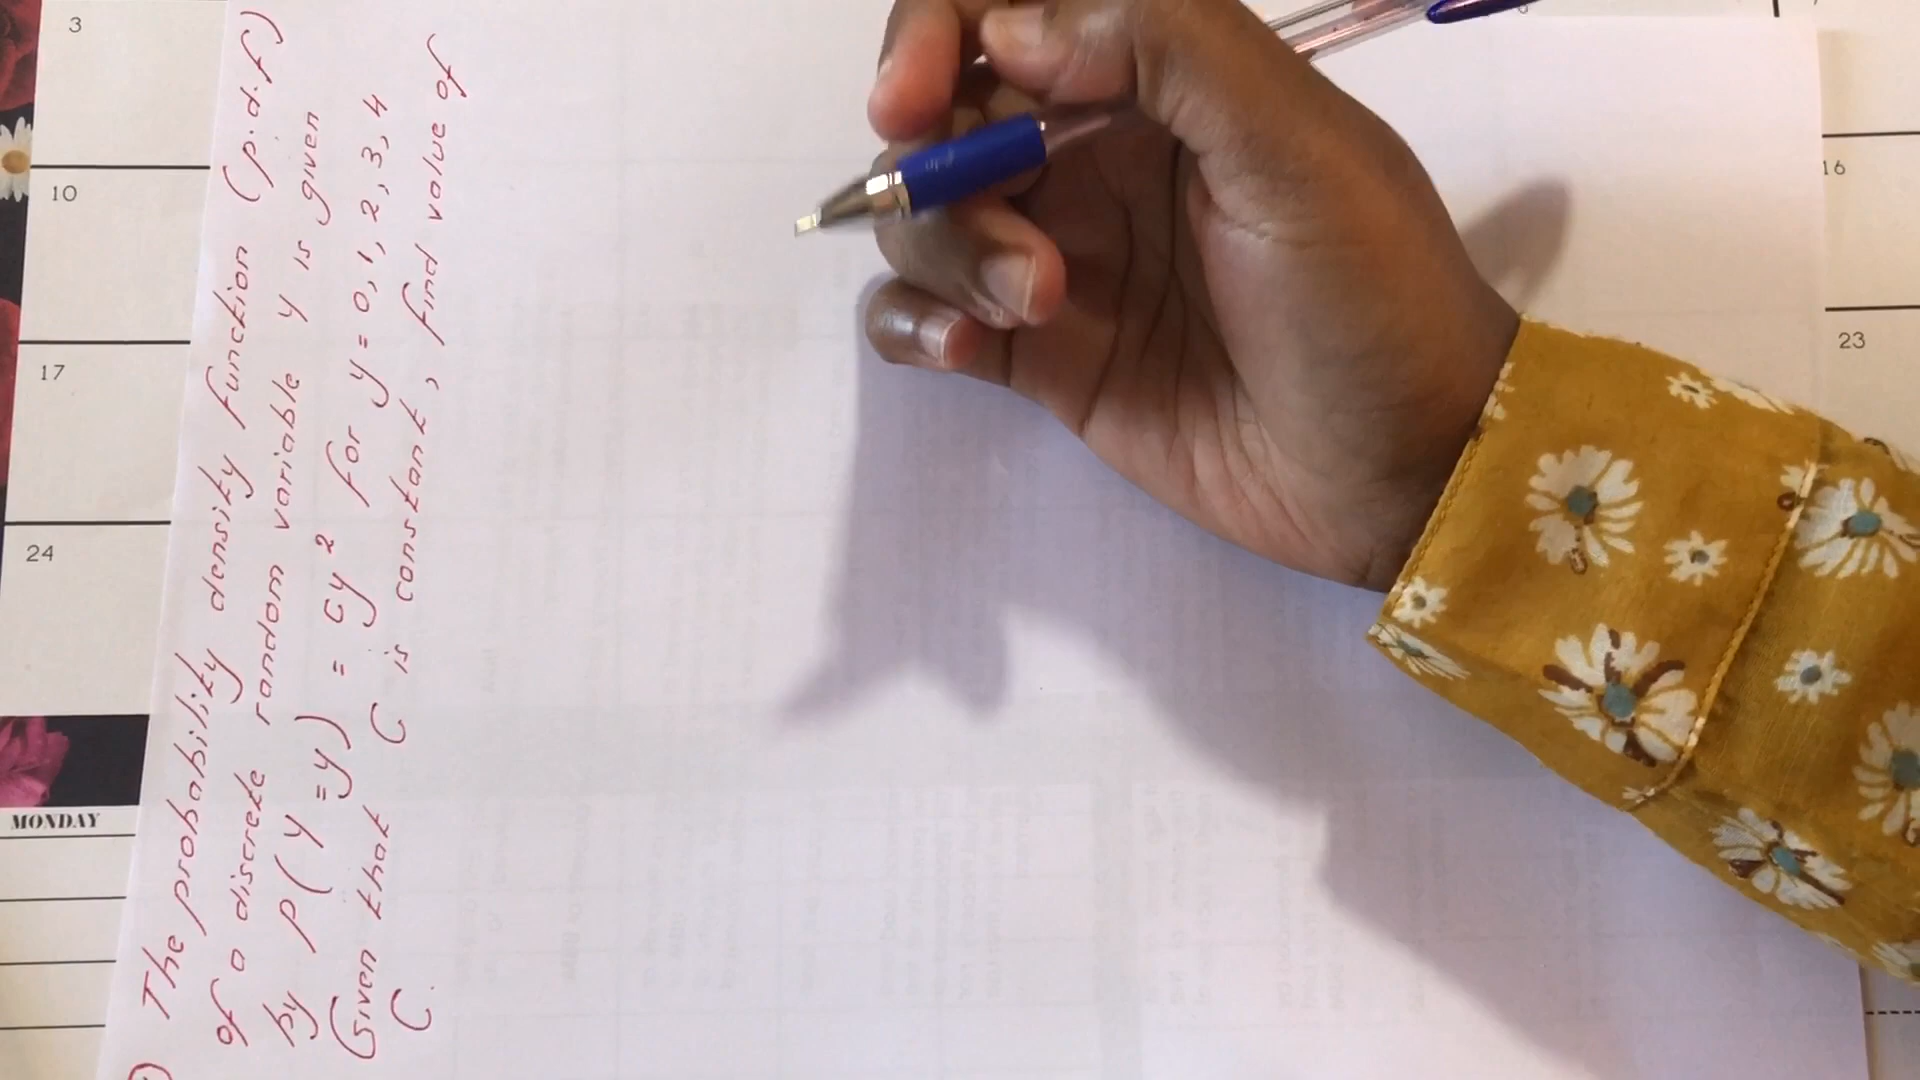 The probability density function (p.d.f)
of a discrete random variable Y is given
by P(Y=y) = cy² for y = 0, 1, 2, 3, 4
Given that C is constant, find value of
C.
3
10
17
24
MONDAY
16
23